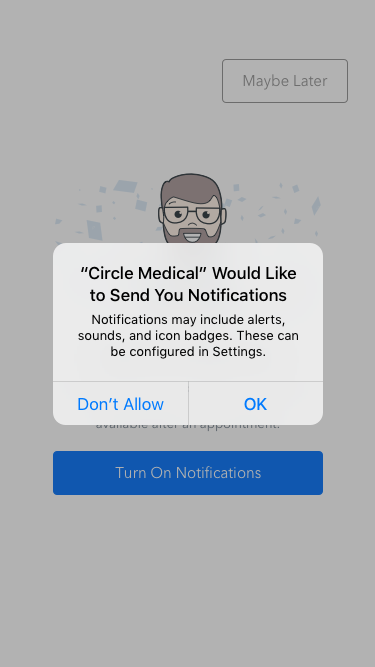 Maybe Later
“Circle Medical” Would Like
to Send You Notifications
Notifications may include alerts,
sounds, and icon badges. These can
be configured in Settings.
Don’t Allow
OK
available after an appointment.
Turn On Notifications